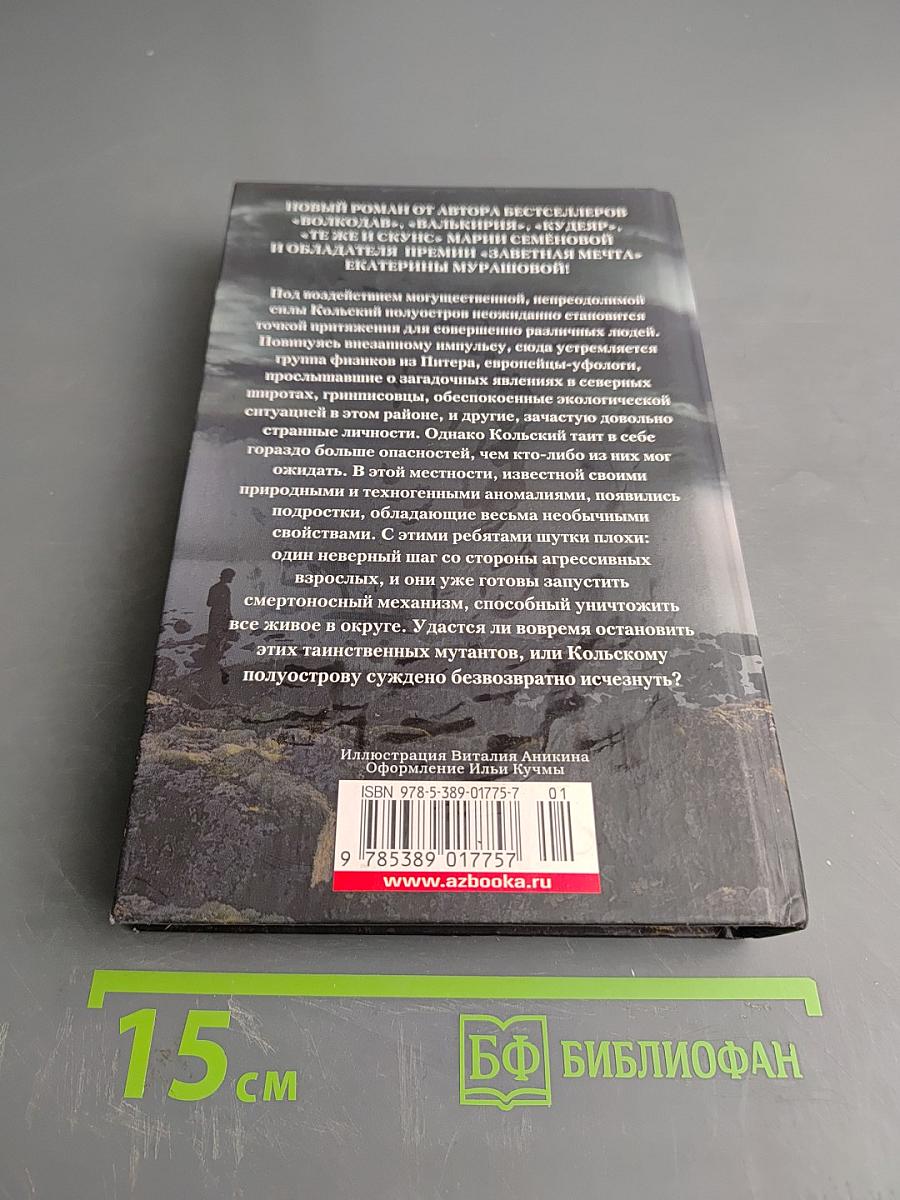 НОВЫЙ РОМАН ОТ АВТОРА БЕСТСЕЛЛЕРОВ
«ВОЛКОДАВ», «ВАЛЬКИРИЯ», «КУДЕЯР»,
«ТЕ ЖЕ И СКУНС» МАРИИ СЕМЁНОВОЙ
И ОБЛАДАТЕЛЯ ПРЕМИИ «ЗАВЕТНАЯ МЕЧТА»
ЕКАТЕРИНЫ МУРАШОВОЙ!
Под воздействием могущественной, непреодолимой
силы Кольский полуостров неожиданно становится
точкой притяжения для совершенно различных людей.
Повинуясь внезапному импульсу, сюда устремляется
группа физиков из Питера, европейцы-уфологи,
прослышавшие о загадочных явлениях в северных
широтах, гринписовцы, обеспокоенные экологической
ситуацией в этом районе, и другие, зачастую довольно
странные личности. Однако Кольский таит в себе
гораздо больше опасностей, чем кто-либо из них мог
ожидать. В этой местности, известной своими
природными и техногенными аномалиями, появились
подростки, обладающие весьма необычными
свойствами. С этими ребятами шутки плохи:
один неверный шаг со стороны агрессивных
взрослых, и они уже готовы запустить
смертоносный механизм, способный уничтожить
все живое в округе. Удастся ли вовремя остановить
этих таинственных мутантов, или Кольскому
полуострову суждено безвозвратно исчезнуть?
Иллюстрация Виталия Аникина
Оформление Ильи Кучмы
ISBN 978-5-389-01775-7 01
9 785389 017757
www.azbooka.ru
15 см
БФ БИБЛИОФАН